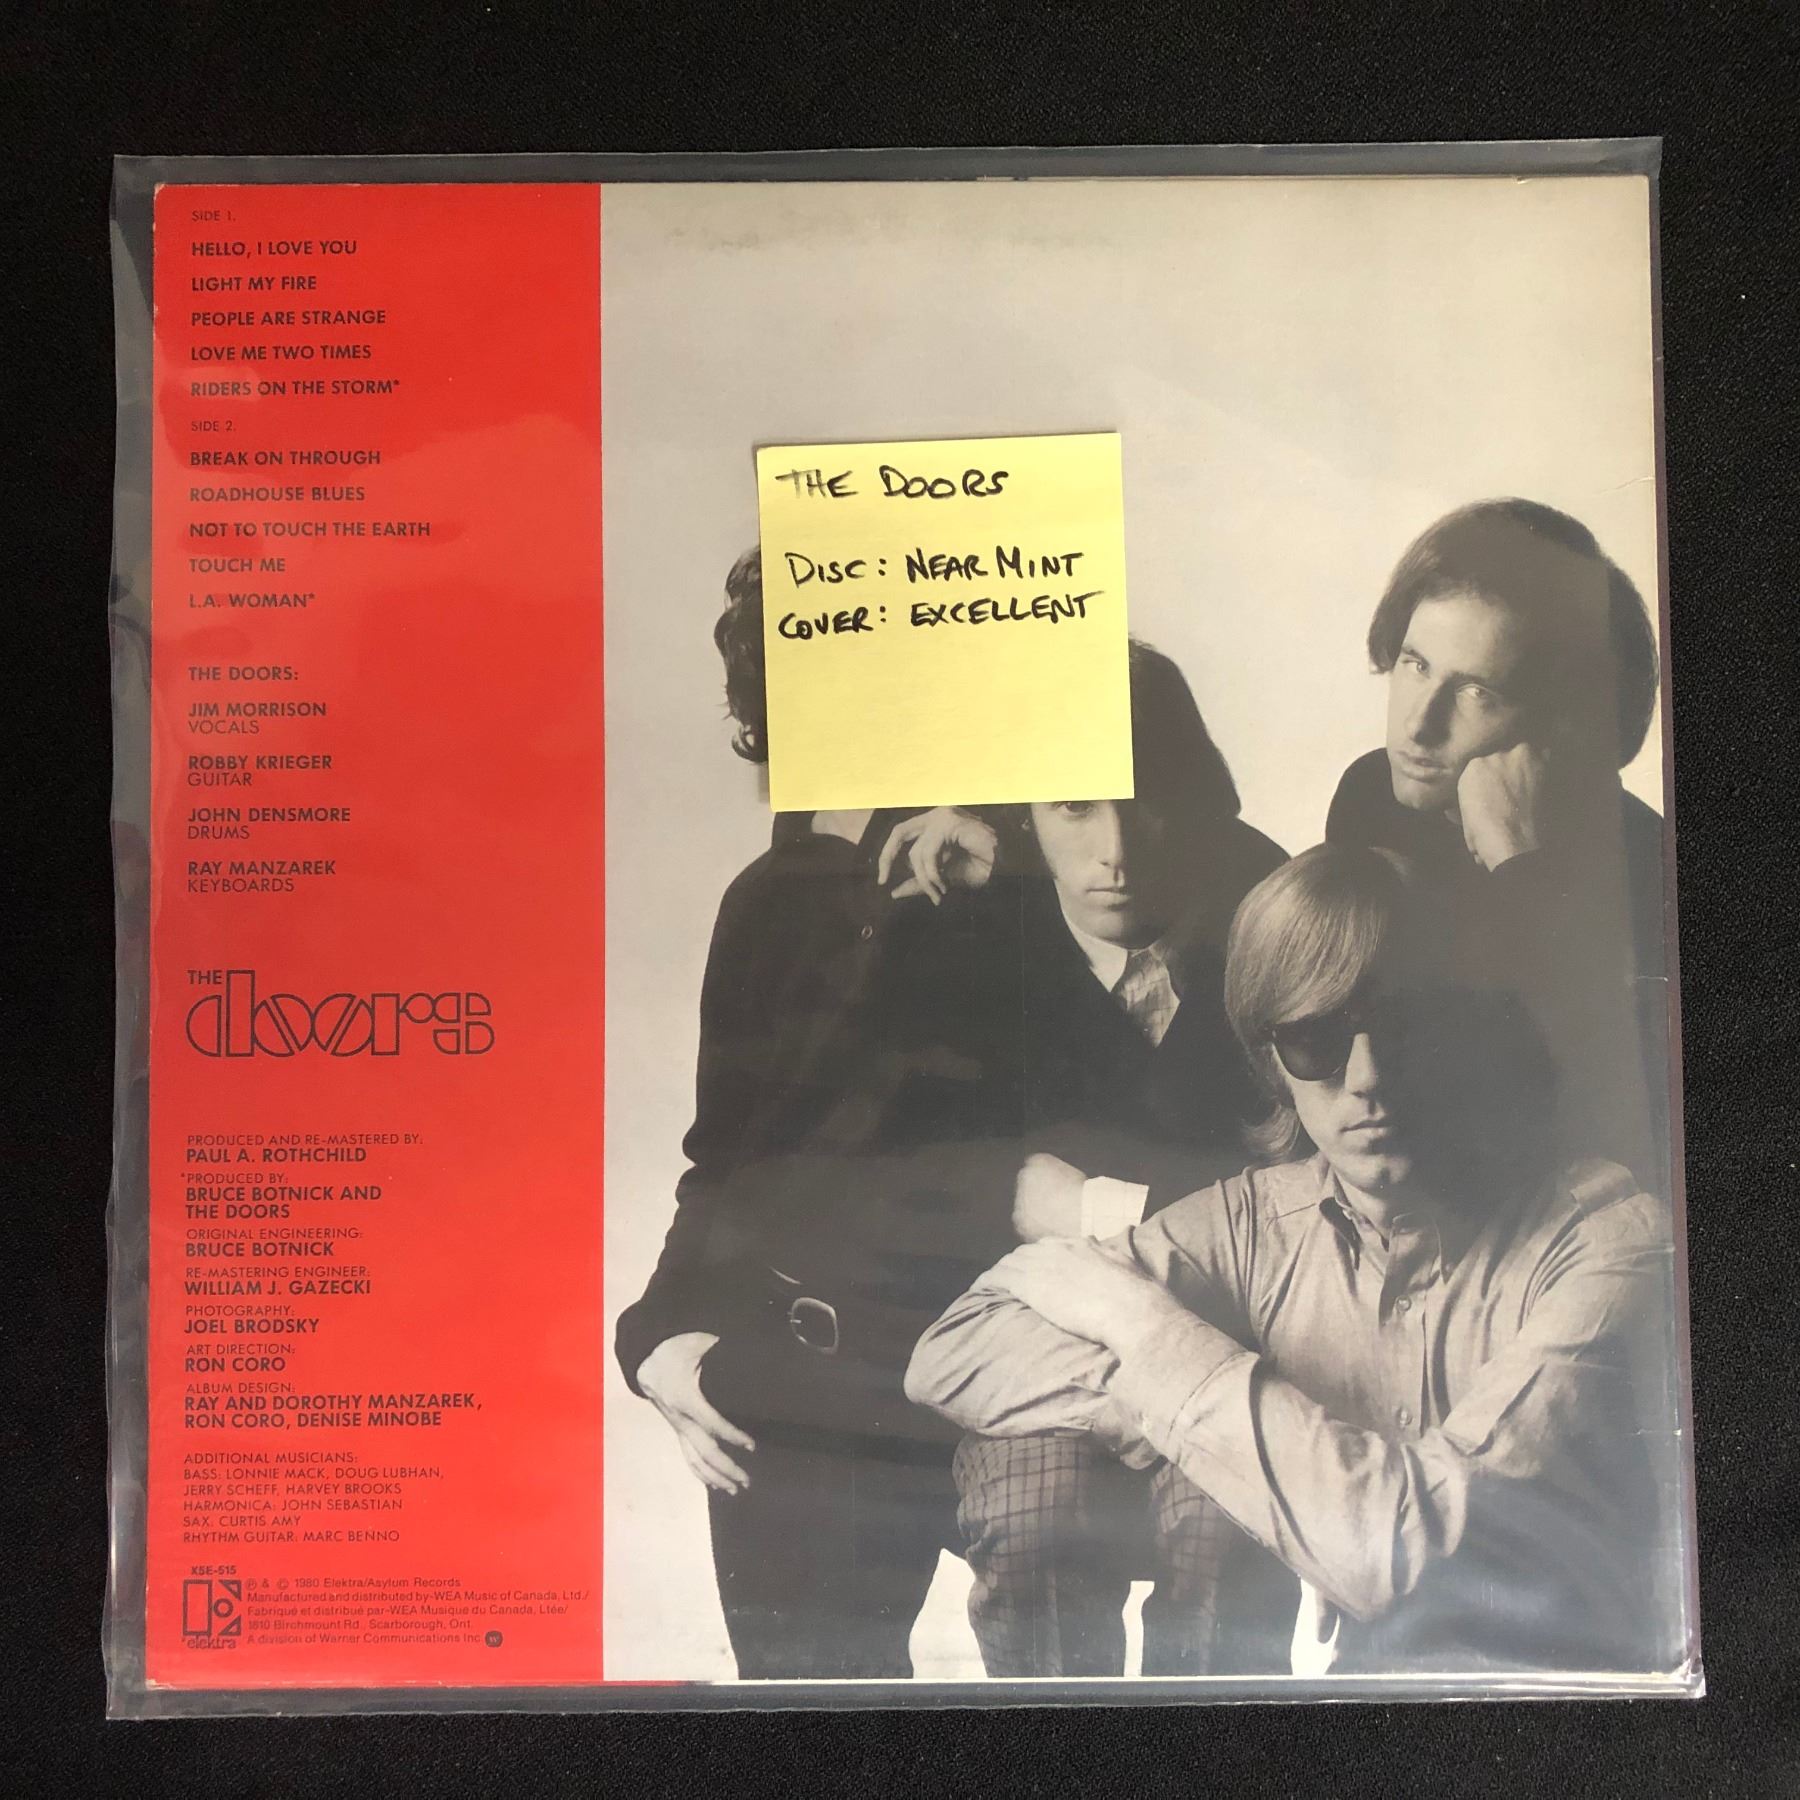 SIDE 1.
HELLO, I LOVE YOU
LIGHT MY FIRE
PEOPLE ARE STRANGE
LOVE ME TWO TIMES
RIDERS ON THE STORM*
SIDE 2.
BREAK ON THROUGH
ROADHOUSE BLUES
NOT TO TOUCH THE EARTH
TOUCH ME
L.A. WOMAN*
THE DOORS:
JIM MORRISON
VOCALS
ROBBY KRIEGER
GUITAR
JOHN DENSMORE
DRUMS
RAY MANZAREK
KEYBOARDS
THE
doors
PRODUCED AND RE-MASTERED BY:
PAUL A. ROTHCHILD
*PRODUCED BY:
BRUCE BOTNICK AND
THE DOORS
ORIGINAL ENGINEERING:
BRUCE BOTNICK
RE-MASTERING ENGINEER:
WILLIAM J. GAZECKI
PHOTOGRAPHY:
JOEL BRODSKY
ART DIRECTION:
RON CORO
ALBUM DESIGN:
RAY AND DOROTHY MANZAREK,
RON CORO, DENISE MINOBE
ADDITIONAL MUSICIANS:
BASS: LONNIE MACK, DOUG LUBHAN,
JERRY SCHEFF, HARVEY BROOKS
HARMONICA: JOHN SEBASTIAN
SAX: CURTIS AMY
RHYTHM GUITAR: MARC BENNO
X5E-515
elektra
℗ & © 1980 Elektra/Asylum Records
Manufactured and distributed by-WEA Music of Canada, Ltd./
Fabriqué et distribué par-WEA Musique du Canada, Ltée/
1810 Birchmount Rd., Scarborough, Ont.
A division of Warner Communications Inc
THE DOORS
DISC: NEAR MINT
COVER: EXCELLENT